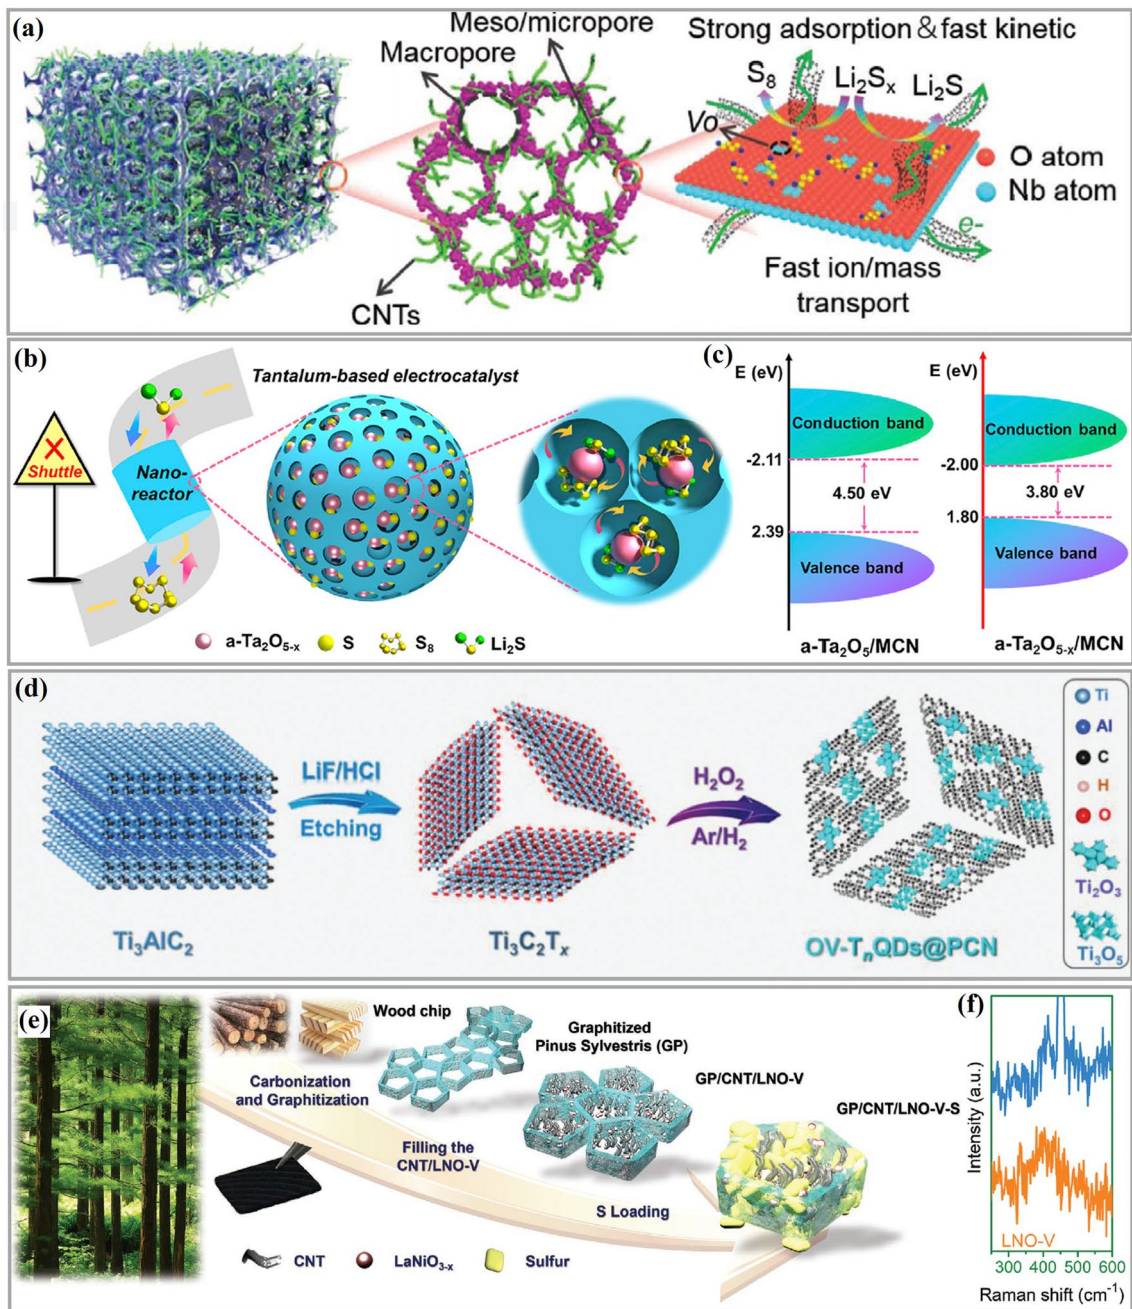 (a)
Meso/micropore
Macropore
CNTs
Strong adsorption & fast kinetic
S8
Li2Sx
Li2S
Vo
O atom
Nb atom
e-
Fast ion/mass
transport
(b)
Tantalum-based electrocatalyst
Shuttle
Nano-
reactor
a-Ta2O5-x
S
S8
Li2S
(c)
E (eV)
Conduction band
-2.11
4.50 eV
2.39
Valence band
a-Ta2O5/MCN
E (eV)
Conduction band
-2.00
3.80 eV
1.80
Valence band
a-Ta2O5-x/MCN
(d)
LiF/HCl
Etching
H2O2
Ar/H2
Ti3AlC2
Ti3C2Tx
OV-TnQDs@PCN
Ti
Al
C
H
O
Ti2O3
Ti3O5
(e)
Wood chip
Graphitized
Pinus Sylvestris (GP)
Carbonization
and Graphitization
GP/CNT/LNO-V
GP/CNT/LNO-V-S
Filling the
CNT/LNO-V
S Loading
CNT
LaNiO3-x
Sulfur
(f)
Intensity (a.u.)
LNO-V
300 400 500 600
Raman shift (cm-1)